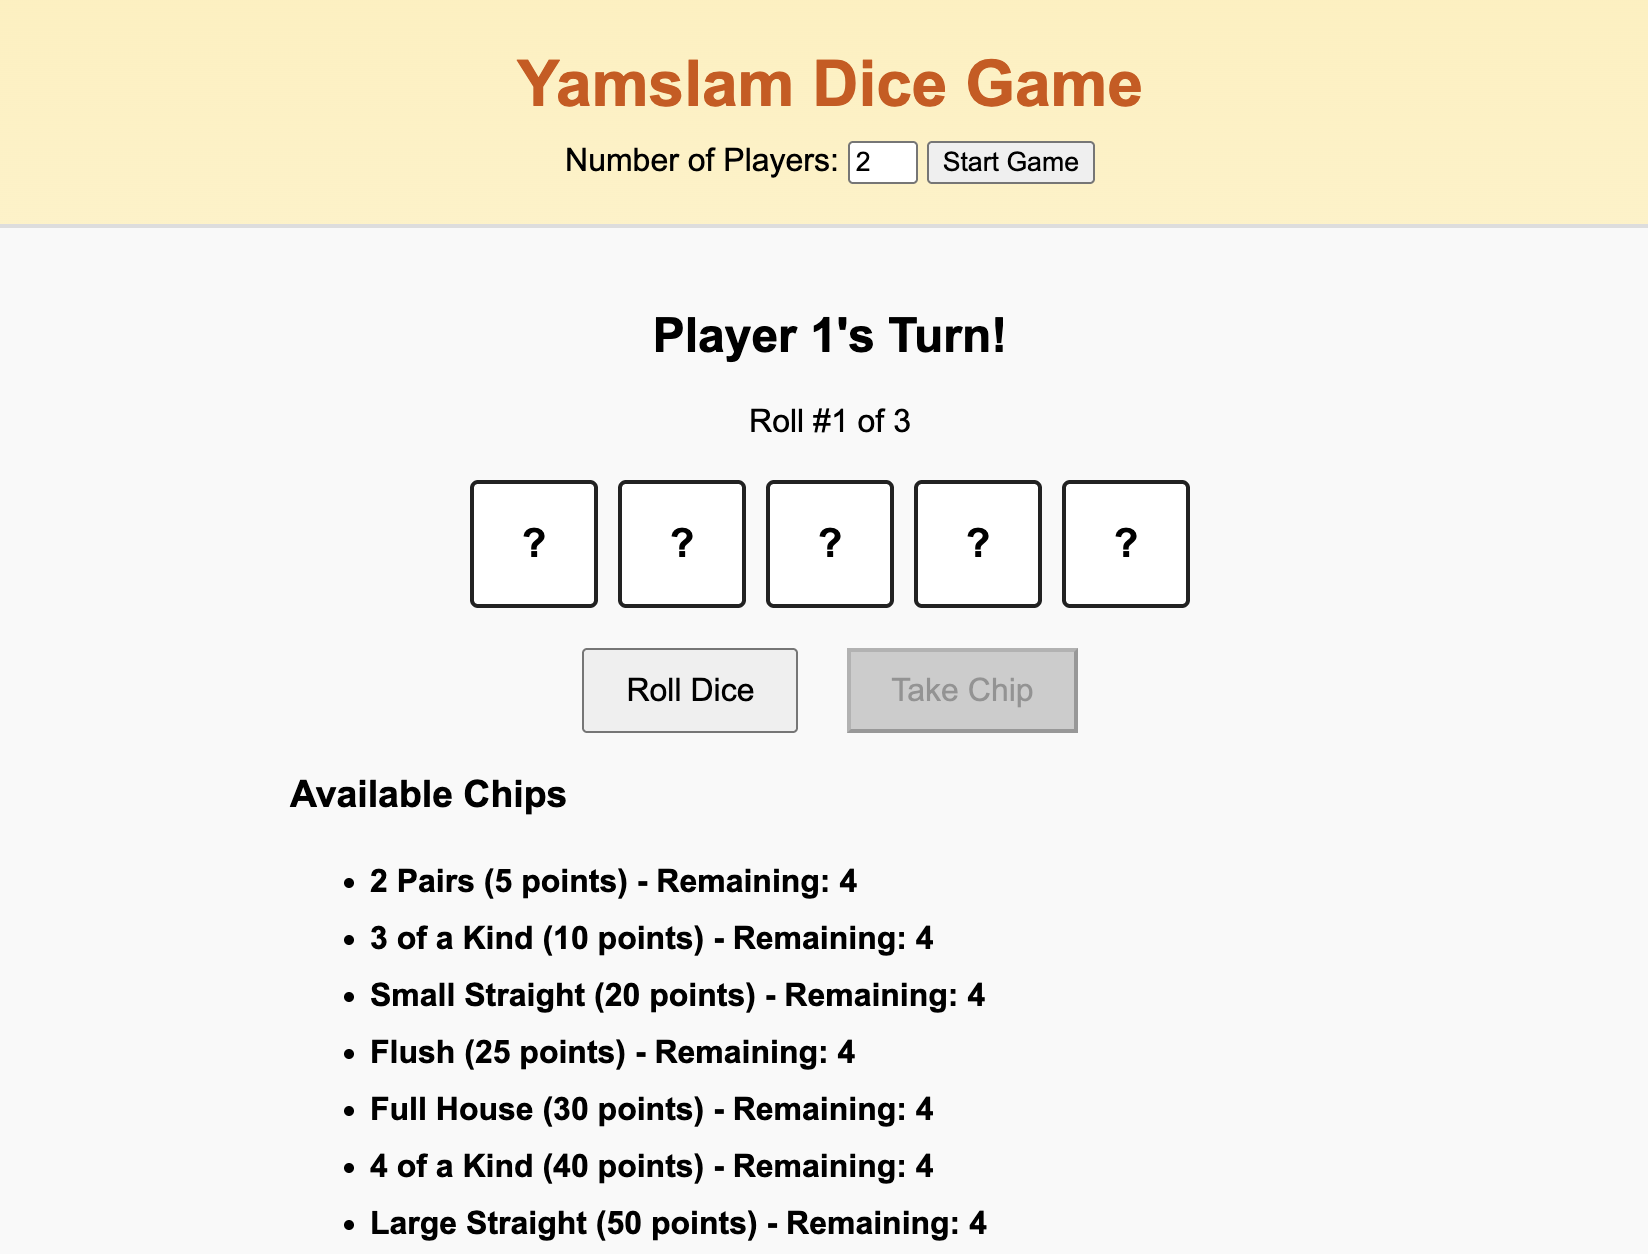 Yamslam Dice Game
Number of Players: 2 Start Game
Player 1's Turn!
Roll #1 of 3
? ? ? ? ?
Roll Dice Take Chip
Available Chips
• 2 Pairs (5 points) - Remaining: 4
• 3 of a Kind (10 points) - Remaining: 4
• Small Straight (20 points) - Remaining: 4
• Flush (25 points) - Remaining: 4
• Full House (30 points) - Remaining: 4
• 4 of a Kind (40 points) - Remaining: 4
• Large Straight (50 points) - Remaining: 4